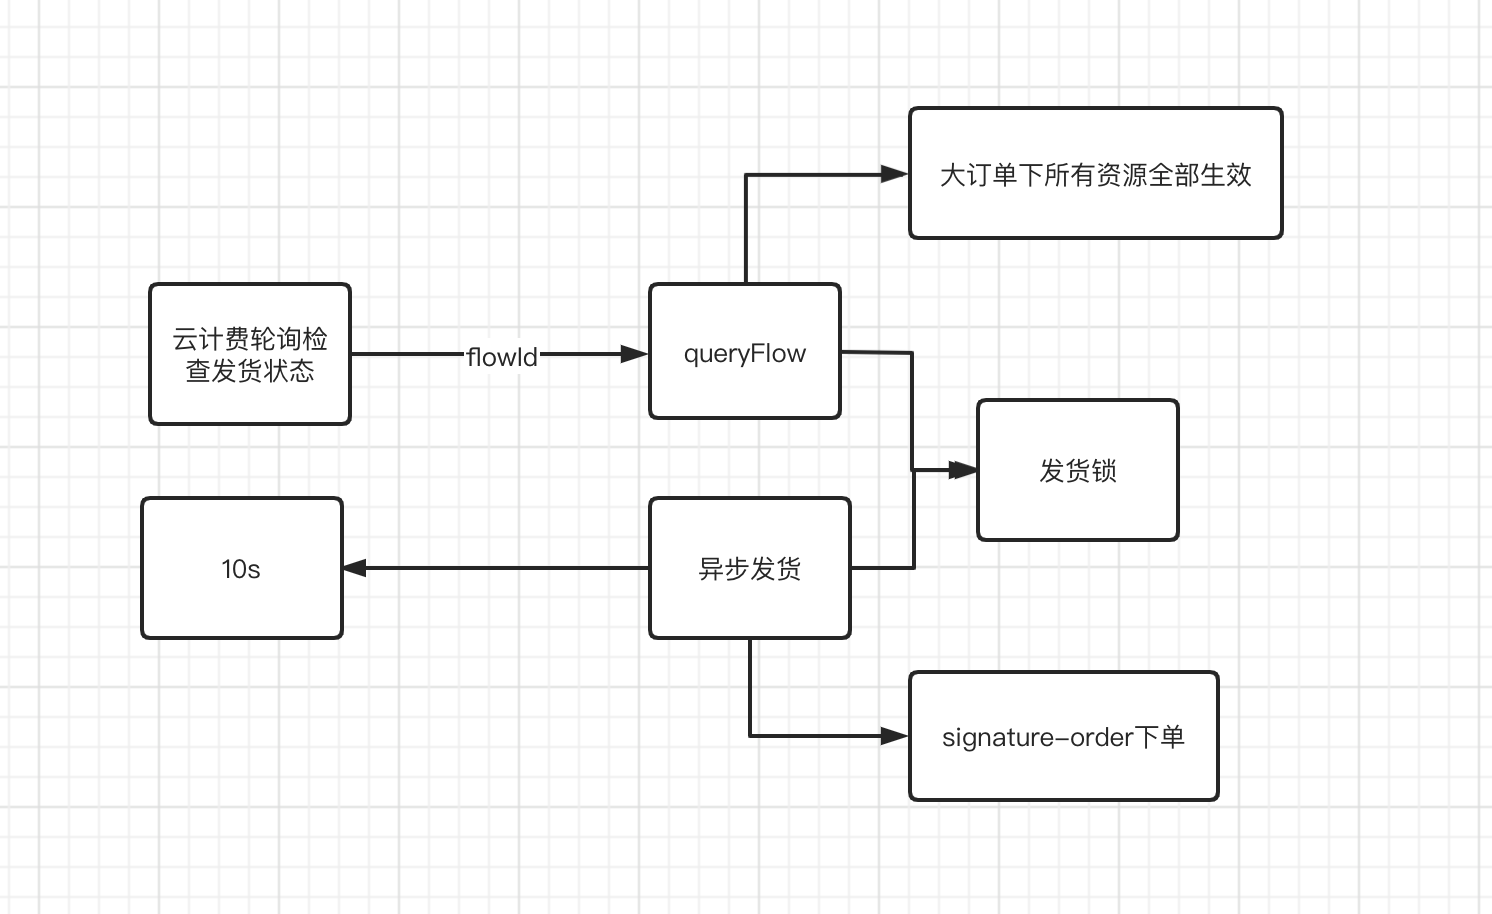 大订单下所有资源全部生效
云计费轮询检
查发货状态
flowId
queryFlow
发货锁
10s
异步发货
signature-order下单